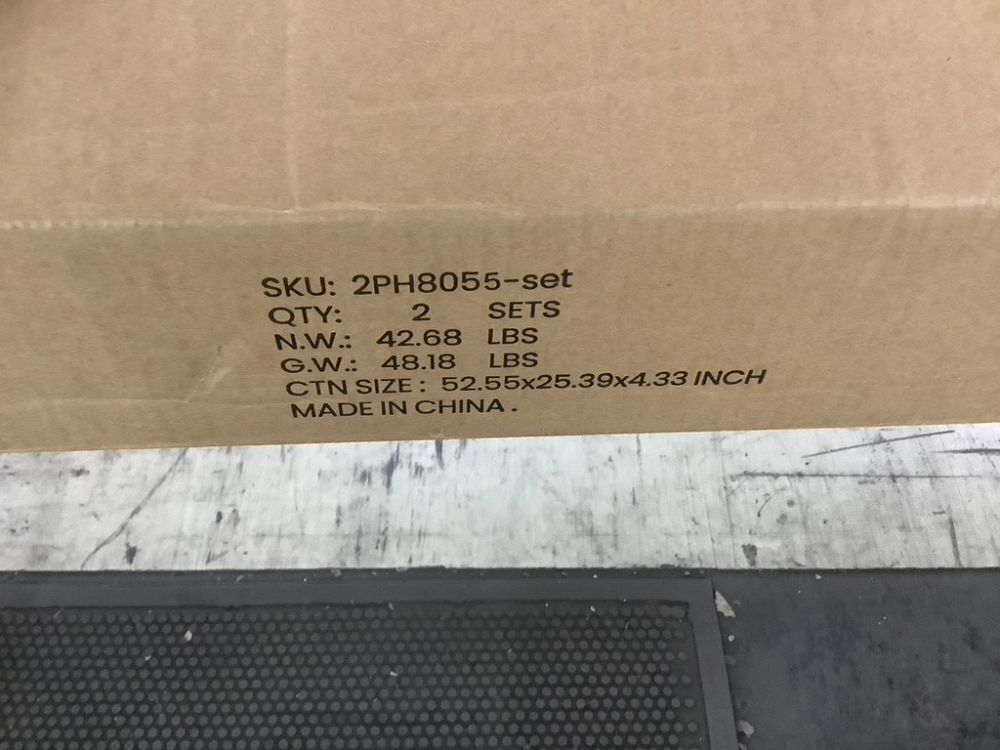 SKU: 2PH8055-set
QTY: 2 SETS
N.W.: 42.68 LBS
G.W.: 48.18 LBS
CTN SIZE : 52.55x25.39x4.33 INCH
MADE IN CHINA .